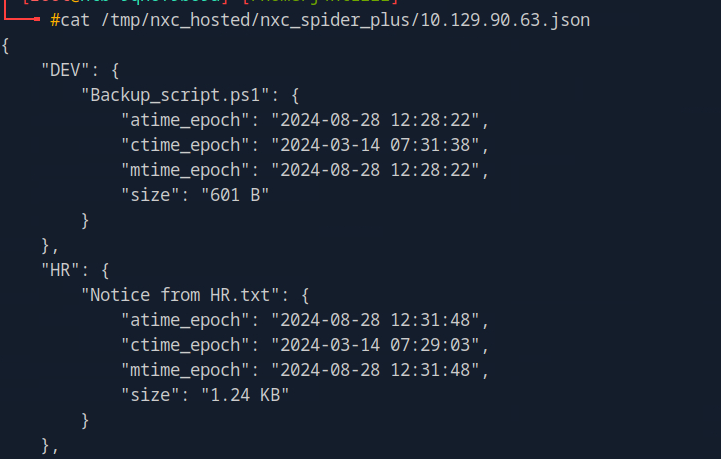 #cat /tmp/nxc_hosted/nxc_spider_plus/10.129.90.63.json
{
    "DEV": {
        "Backup_script.ps1": {
            "atime_epoch": "2024-08-28 12:28:22",
            "ctime_epoch": "2024-03-14 07:31:38",
            "mtime_epoch": "2024-08-28 12:28:22",
            "size": "601 B"
        }
    },
    "HR": {
        "Notice from HR.txt": {
            "atime_epoch": "2024-08-28 12:31:48",
            "ctime_epoch": "2024-03-14 07:29:03",
            "mtime_epoch": "2024-08-28 12:31:48",
            "size": "1.24 KB"
        }
    },